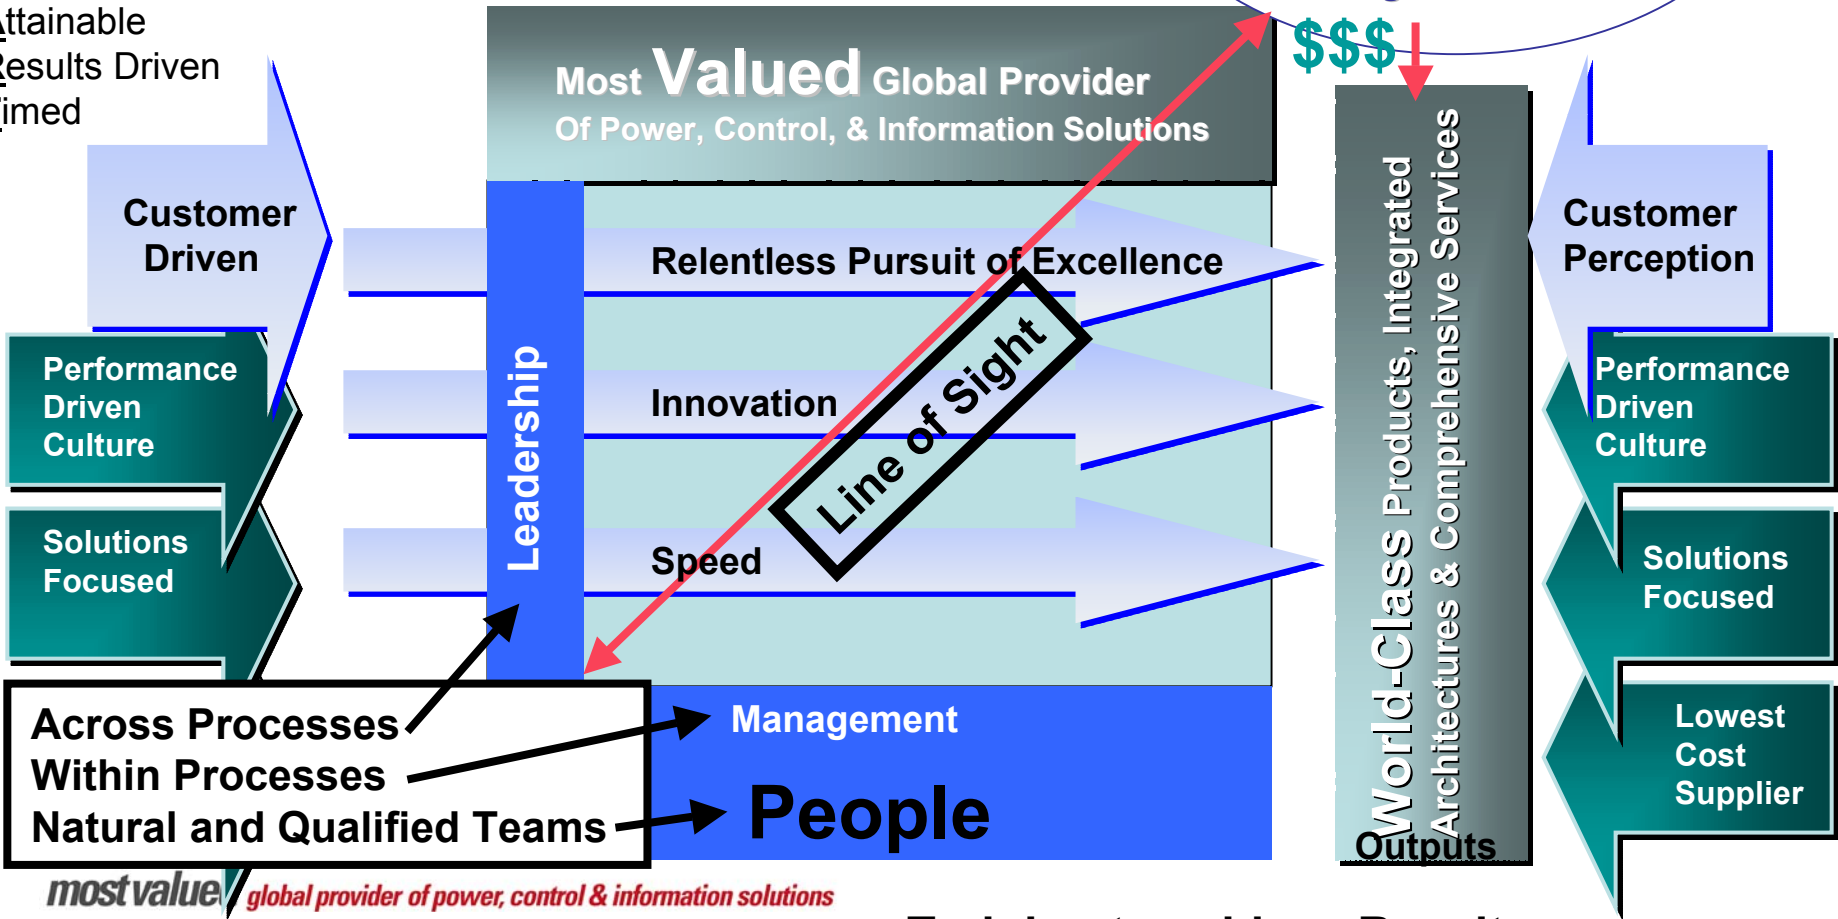 Attainable
Results Driven
Timed
$$$
Most Valued Global Provider
Of Power, Control, & Information Solutions
Customer
Driven
Performance
Driven
Culture
Solutions
Focused
Leadership
Relentless Pursuit of Excellence
Innovation
Speed
Line of Sight
World-Class Products, Integrated
Architectures & Comprehensive Services
Outputs
Customer
Perception
Performance
Driven
Culture
Solutions
Focused
Lowest
Cost
Supplier
Across Processes
Within Processes
Natural and Qualified Teams
Management
People
most value
global provider of power, control & information solutions